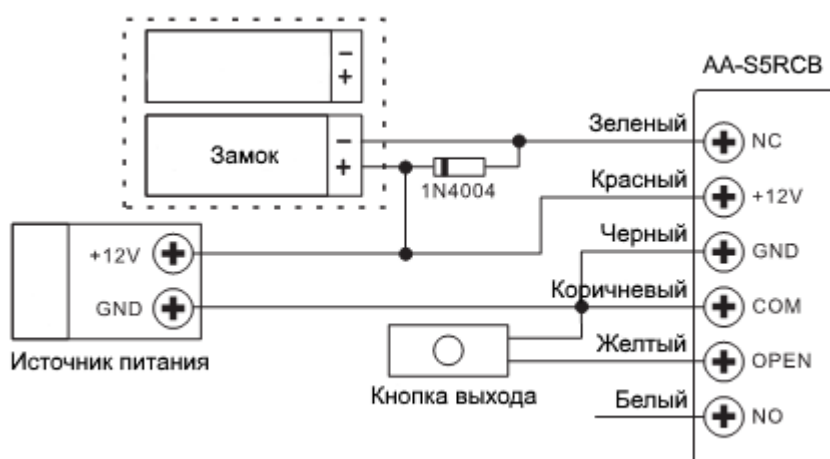 AA-S5RCB
Замок
1N4004
Зеленый
NC
Красный
+12V
Черный
GND
Коричневый
COM
Желтый
OPEN
Белый
NO
+12V
GND
Источник питания
Кнопка выхода